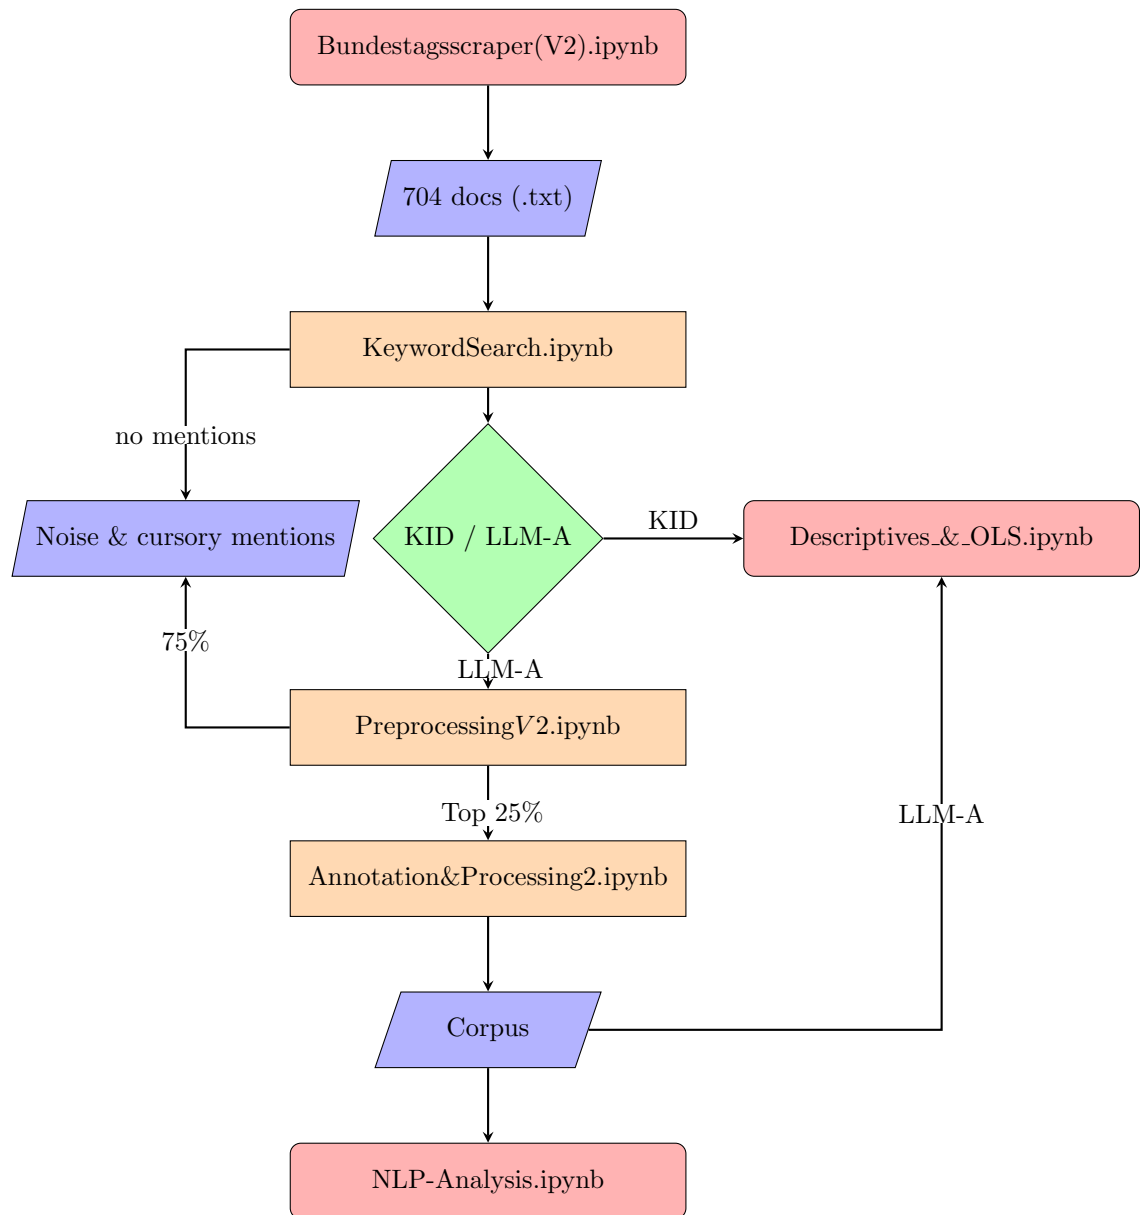 Bundestagsscraper(V2).ipynb
704 docs (.txt)
KeywordSearch.ipynb
no mentions
Noise & cursory mentions
KID / LLM-A
KID
Descriptives_&_OLS.ipynb
75%
LLM-A
PreprocessingV2.ipynb
Top 25%
LLM-A
Annotation&Processing2.ipynb
Corpus
NLP-Analysis.ipynb